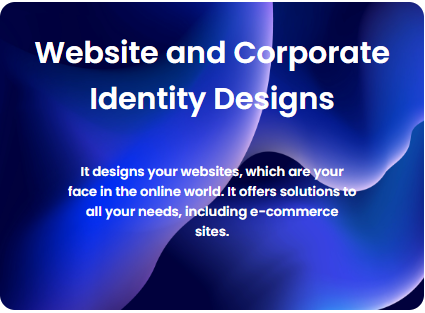 Website and Corporate
Identity Designs
It designs your websites, which are your
face in the online world. It offers solutions to
all your needs, including e-commerce
sites.